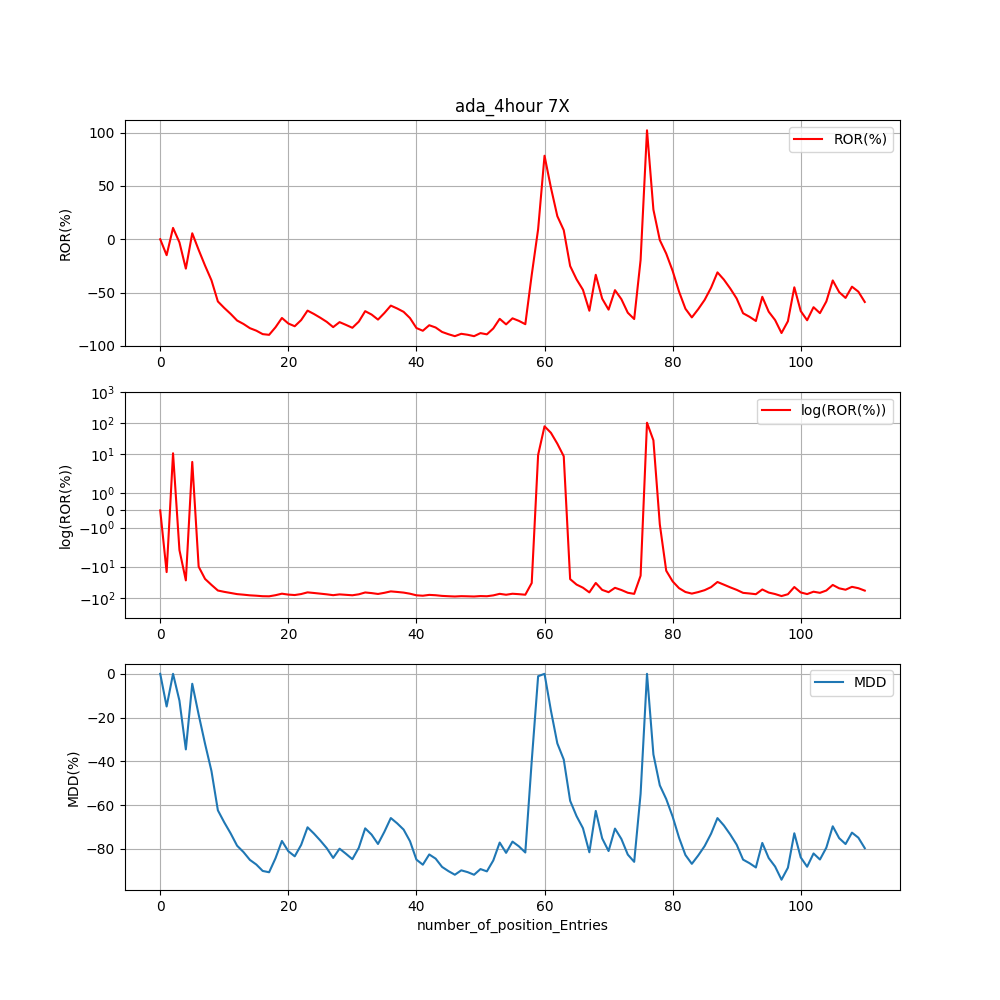 ada_4hour 7X
ROR(%)
ROR(%)
100
50
0
−50
−100
0 20 40 60 80 100
log(ROR(%))
log(ROR(%))
10³
10²
10¹
10⁰
0
−10⁰
−10¹
−10²
0 20 40 60 80 100
MDD
MDD(%)
0
−20
−40
−60
−80
0 20 40 60 80 100
number_of_position_Entries